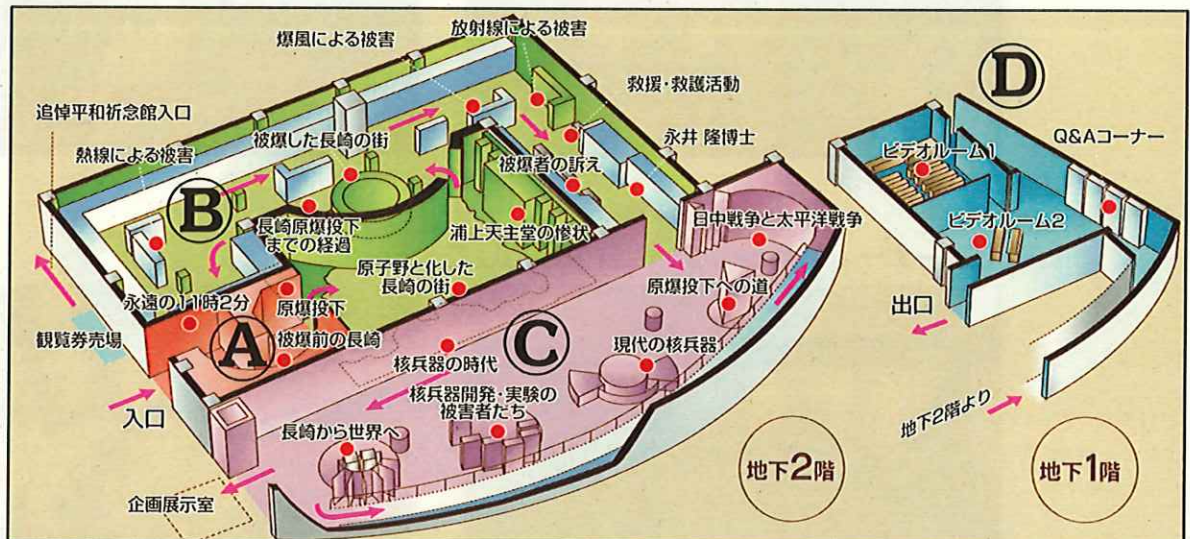 爆風による被害
放射線による被害
D
追悼平和祈念館入口
救援・救護活動
熱線による被害
被爆した長崎の街
永井 隆博士
Q&Aコーナー
ビデオルーム1
被爆者の訴え
B
長崎原爆投下
までの経過
浦上天主堂の惨状
日中戦争と太平洋戦争
ビデオルーム2
原子野と化した
長崎の街
原爆投下への道
永遠の11時2分
原爆投下
出口
観覧券売場
A
被爆前の長崎
C
核兵器の時代
現代の核兵器
入口
核兵器開発・実験の
被害者たち
地下2階より
長崎から世界へ
地下2階
地下1階
企画展示室